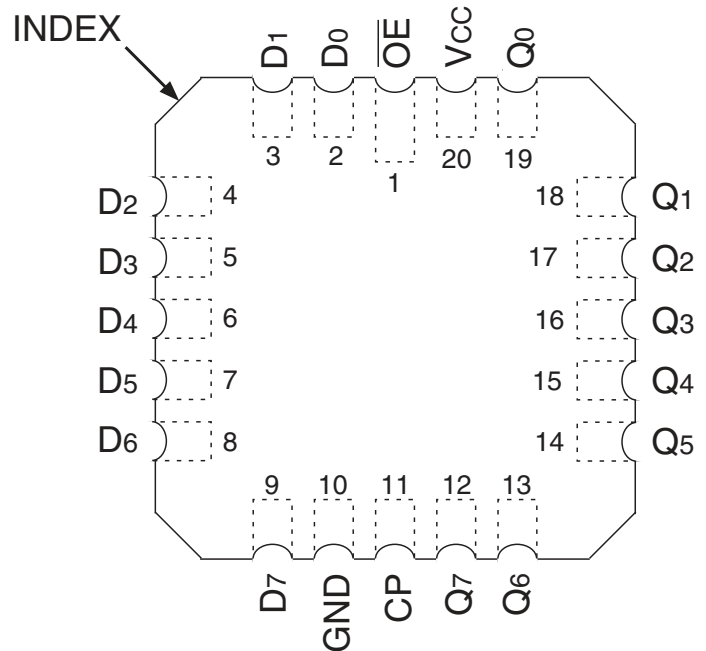 INDEX
D1 D0 O̅E̅ VCC Q0
3 2 1 20 19
D2 4 18 Q1
D3 5 17 Q2
D4 6 16 Q3
D5 7 15 Q4
D6 8 14 Q5
9 10 11 12 13
D7 GND CP Q7 Q6